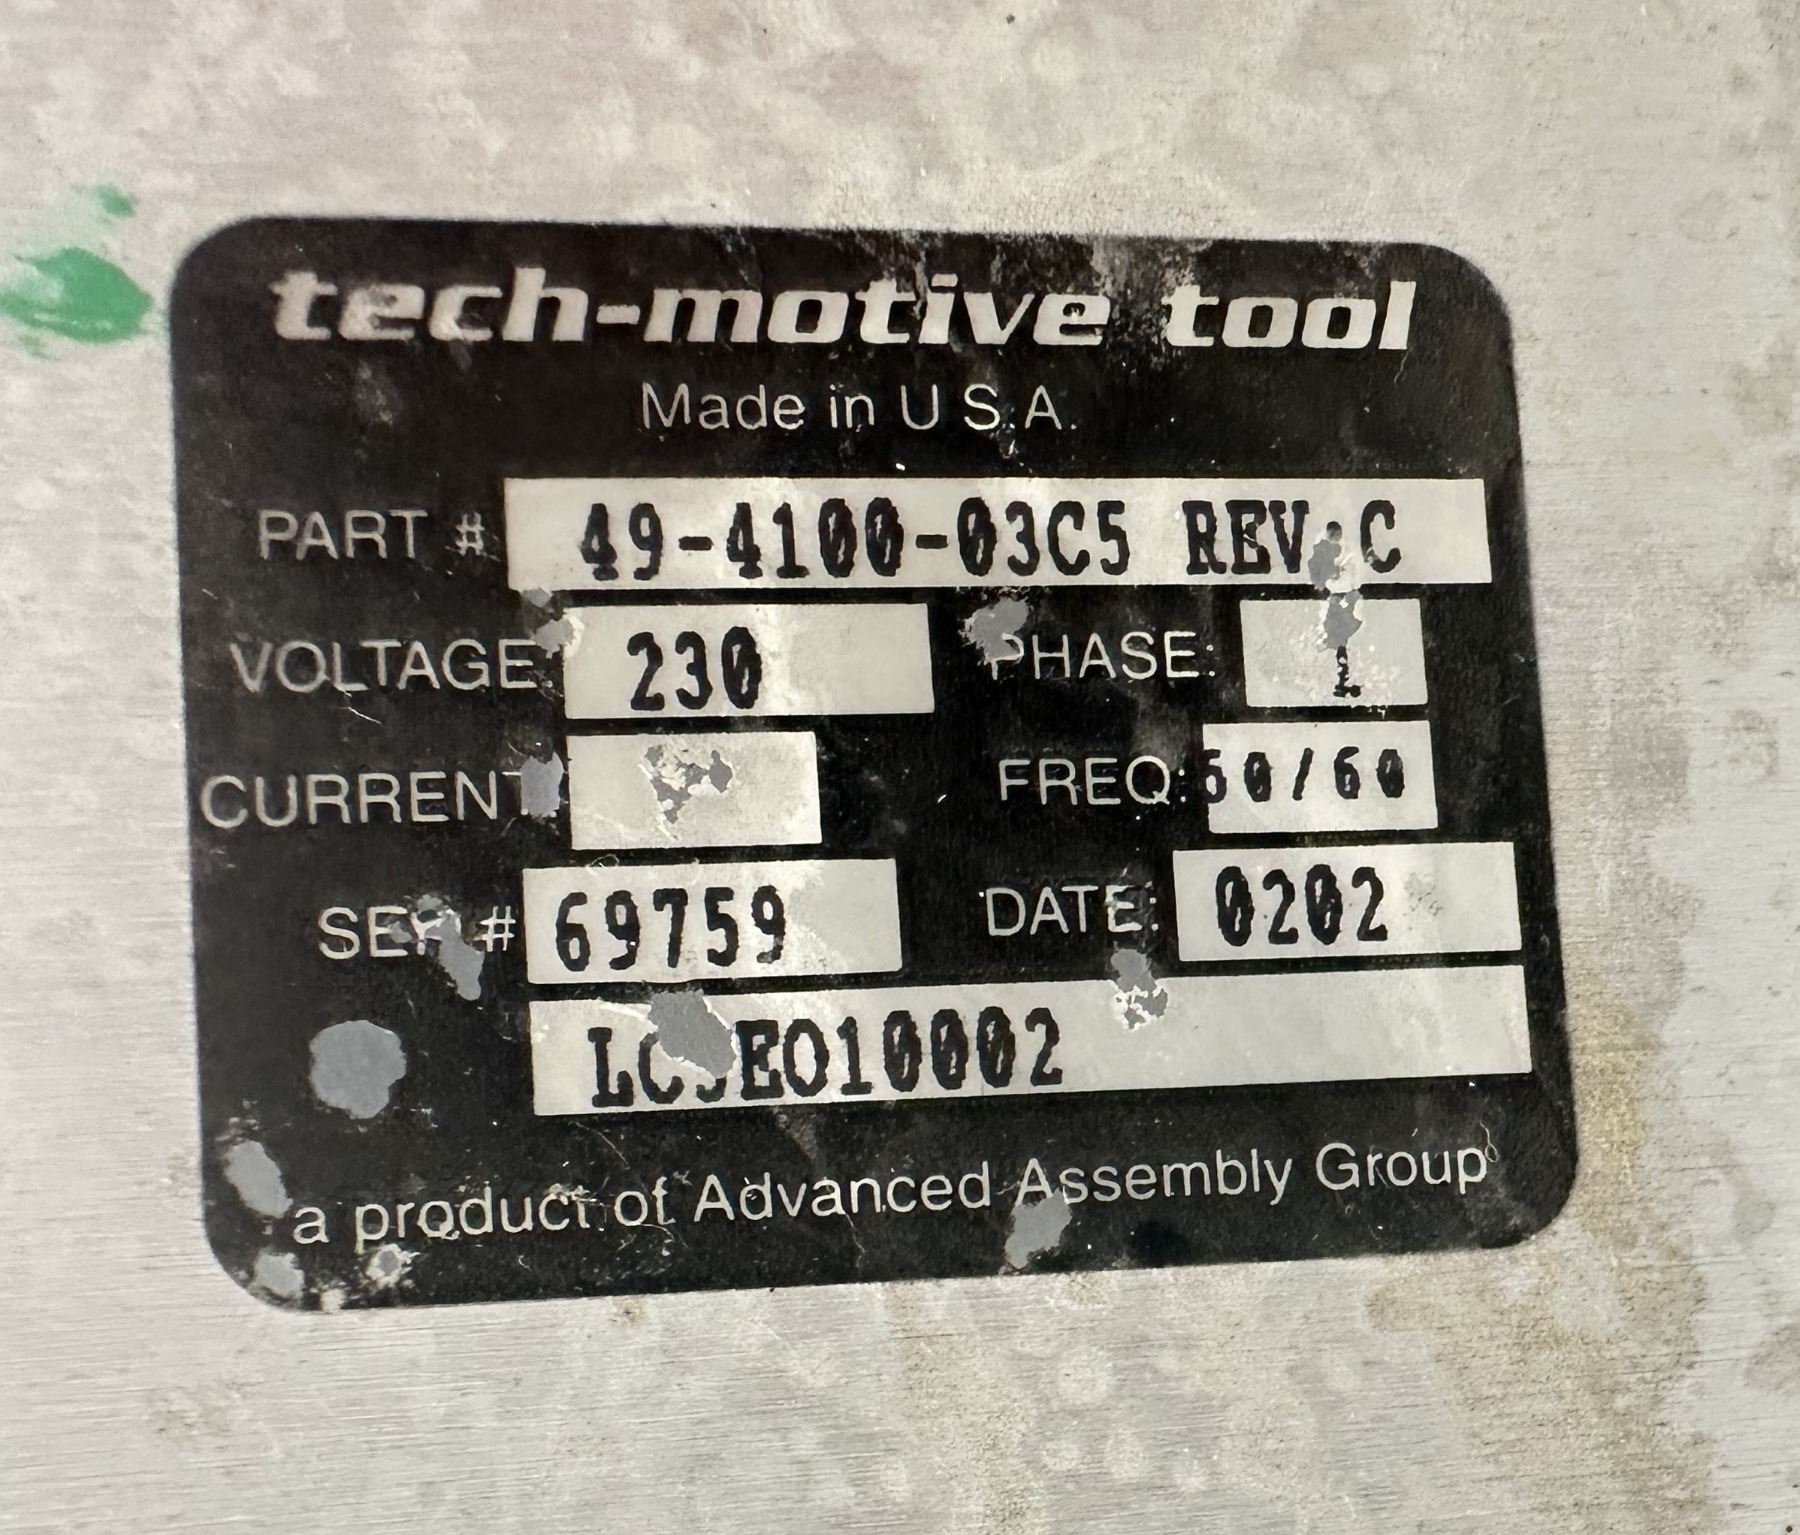 tech-motive tool
Made in U.S.A.
PART # 49-4100-03C5 REV. C
VOLTAGE: 230 PHASE: 1
CURRENT FREQ: 50/60
SER # 69759 DATE: 0202
a product of Advanced Assembly Group